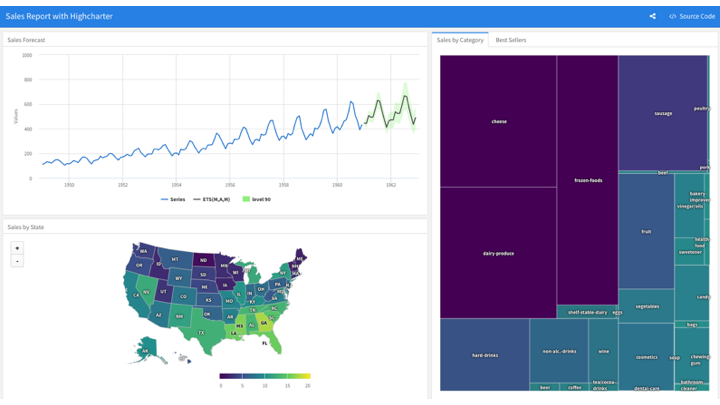 Sales Report with Highcharter
Source Code
Sales Forecast
1000
800
600
400
200
0
Values
1950
1952
1954
1956
1958
1960
1962
Series
ETS(M,A,M)
level 90
Sales by State
+
-
WA
MT
ND
MN
ME
OR
ID
SD
WI
WY
IA
NE
PA
CA
NV
UT
CO
KS
MO
IL
IN
OH
KY
AZ
NM
OK
AR
TN
TX
LA
MS
AL
GA
SC
NC
VA
FL
AK
0
5
10
15
20
Sales by Category
Best Sellers
cheese
frozen-foods
sausage
poultry
pork
beef
dairy-produce
fruit
bakery
improver
vinegar/oils
health
food
sweetener
shelf-stable-dairy
eggs
vegetables
candy
bags
hard-drinks
non-alc.-drinks
wine
cosmetics
soap
chewing
gum
beer
coffee
tea/cocoa-
drinks
dental-care
bathroom
cleaner